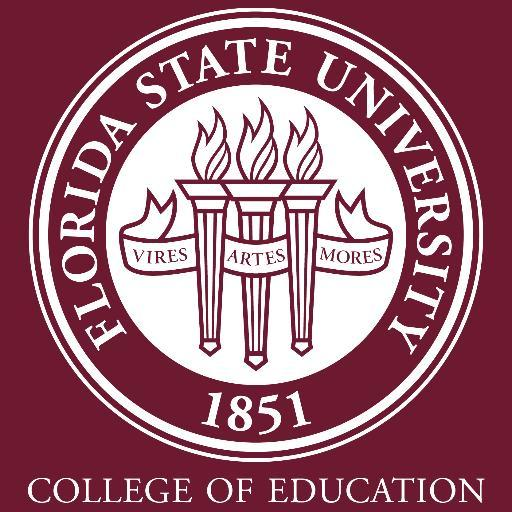 FLORIDA STATE UNIVERSITY
VIRES ARTES MORES
1851
COLLEGE OF EDUCATION